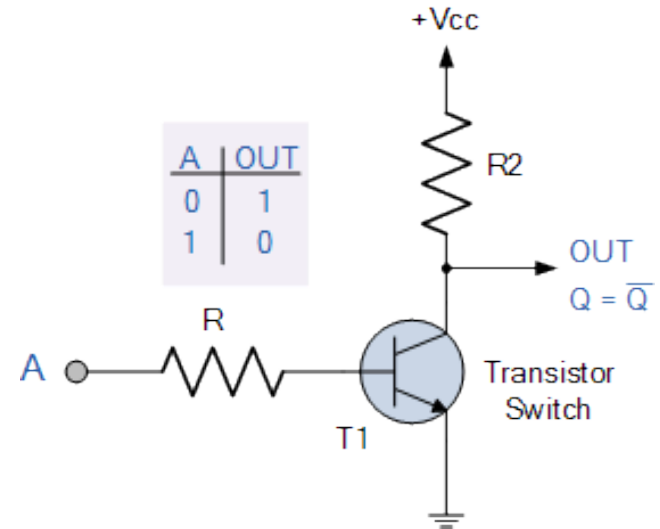 +Vcc
A OUT
0 1
1 0
R2
OUT
Q = Q̅
R
A
Transistor
Switch
T1